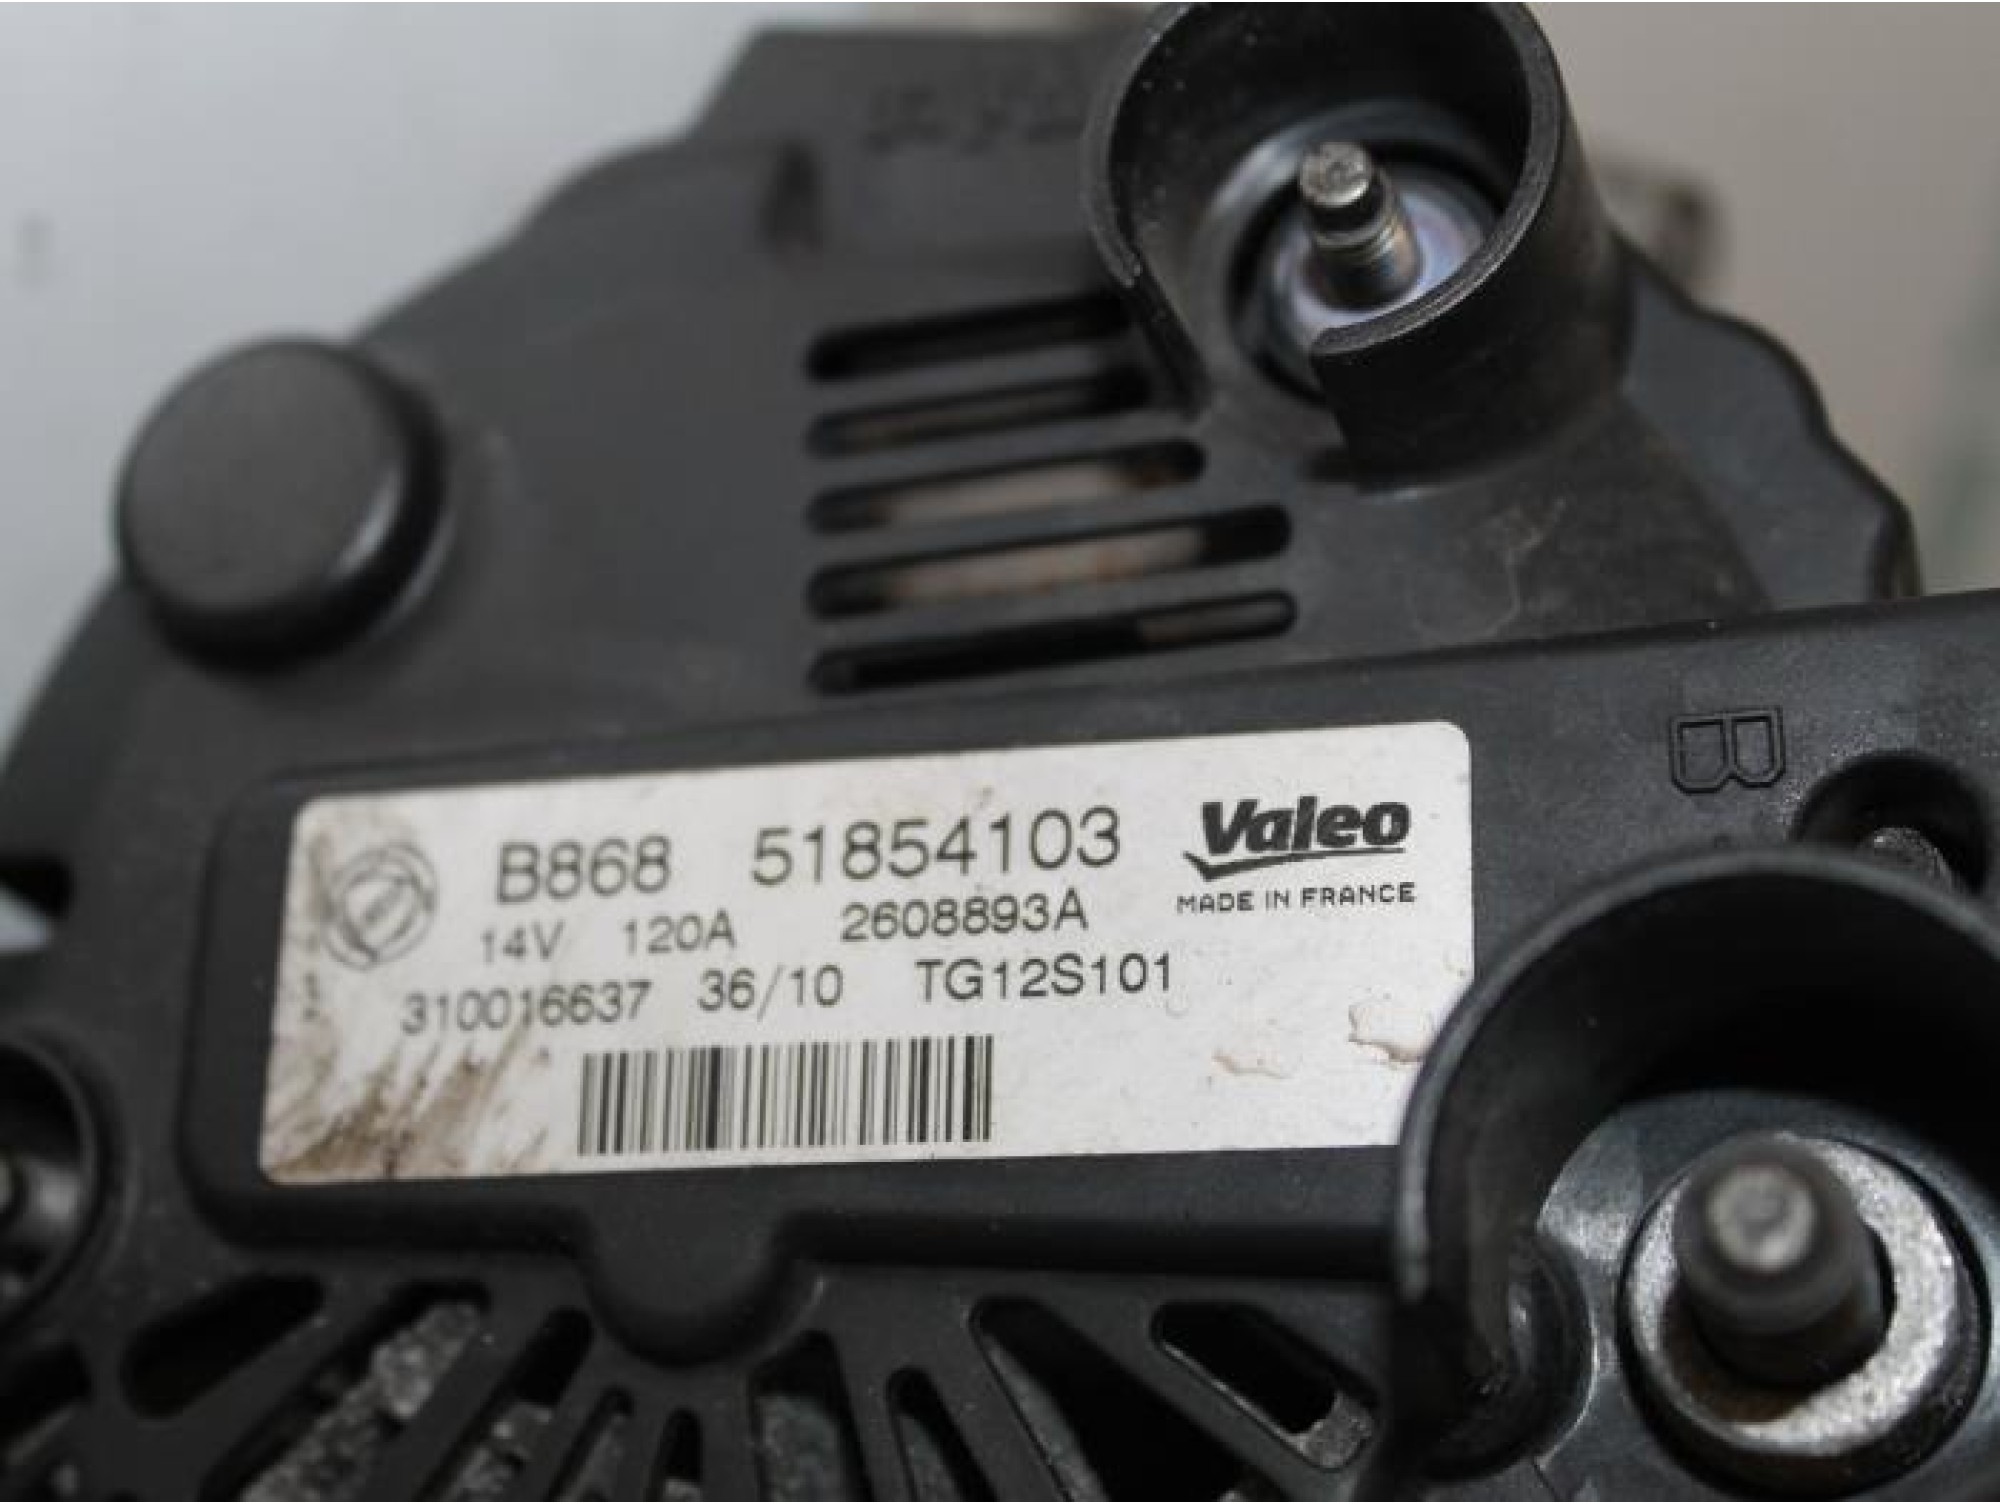 B
B868 51854103 Valeo
MADE IN FRANCE
14V 120A 2608893A
310016637 36/10 TG12S101